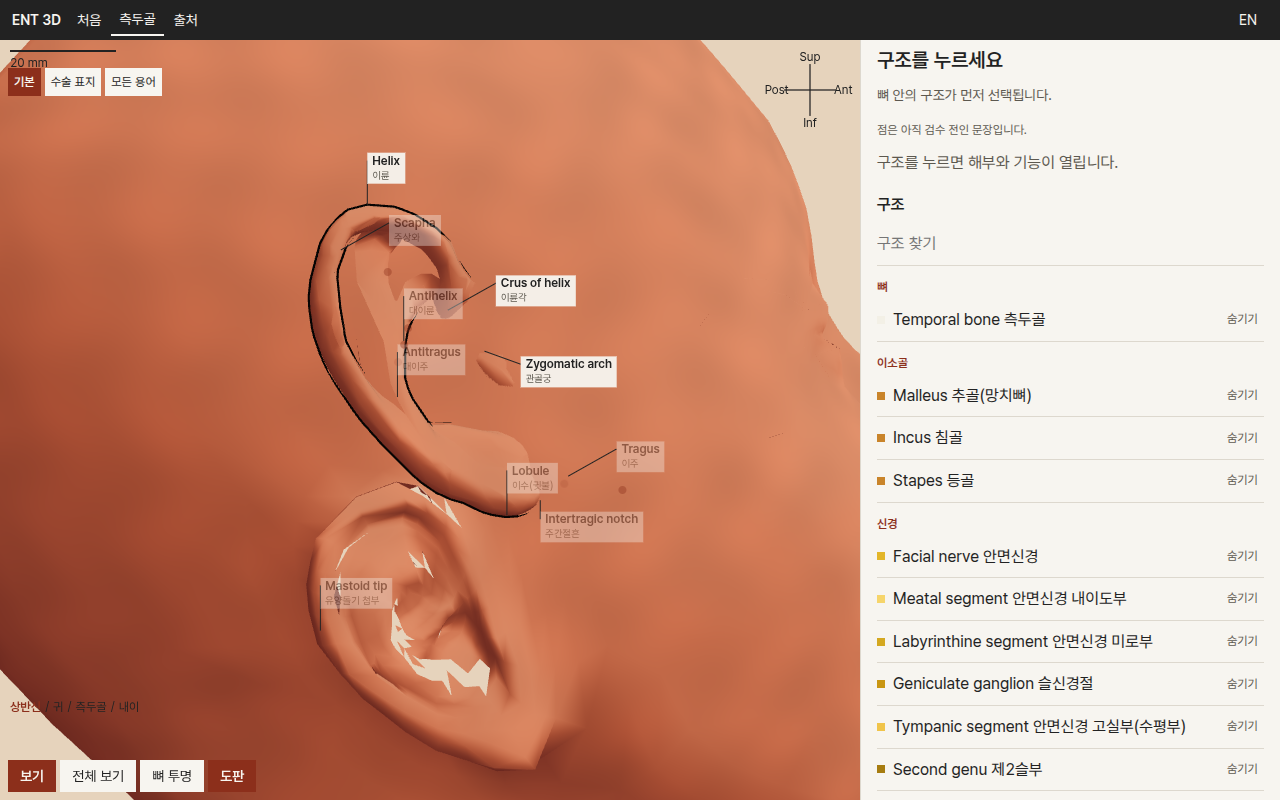 ENT 3D 처음 측두골 출처 EN
20 mm
기본 수술 표지 모든 용어
Sup
Post Ant
Inf
Helix
이륜
Scapha
주상와
Crus of helix
이륜각
Antihelix
대이륜
Antitragus
대이주
Zygomatic arch
관골궁
Tragus
이주
Lobule
이수(귓불)
Intertragic notch
주간절흔
Mastoid tip
유양돌기 첨부
상반신 / 귀 / 측두골 / 내이
보기 전체 보기 뼈 투명 도판
구조를 누르세요
뼈 안의 구조가 먼저 선택됩니다.
점은 아직 검수 전인 문장입니다.
구조를 누르면 해부와 기능이 열립니다.
구조
구조 찾기
뼈
Temporal bone 측두골 숨기기
이소골
Malleus 추골(망치뼈) 숨기기
Incus 침골 숨기기
Stapes 등골 숨기기
신경
Facial nerve 안면신경 숨기기
Meatal segment 안면신경 내이도부 숨기기
Labyrinthine segment 안면신경 미로부 숨기기
Geniculate ganglion 슬신경절 숨기기
Tympanic segment 안면신경 고실부(수평부) 숨기기
Second genu 제2슬부 숨기기